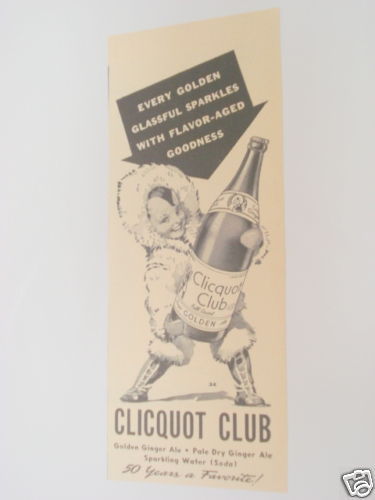 EVERY GOLDEN
GLASSFUL SPARKLES
WITH FLAVOR-AGED
GOODNESS
Clicquot
Club
GOLDEN
CLICQUOT CLUB
Golden Ginger Ale • Pale Dry Ginger Ale
Sparkling Water (Soda)
50 Years a Favorite!
ebY